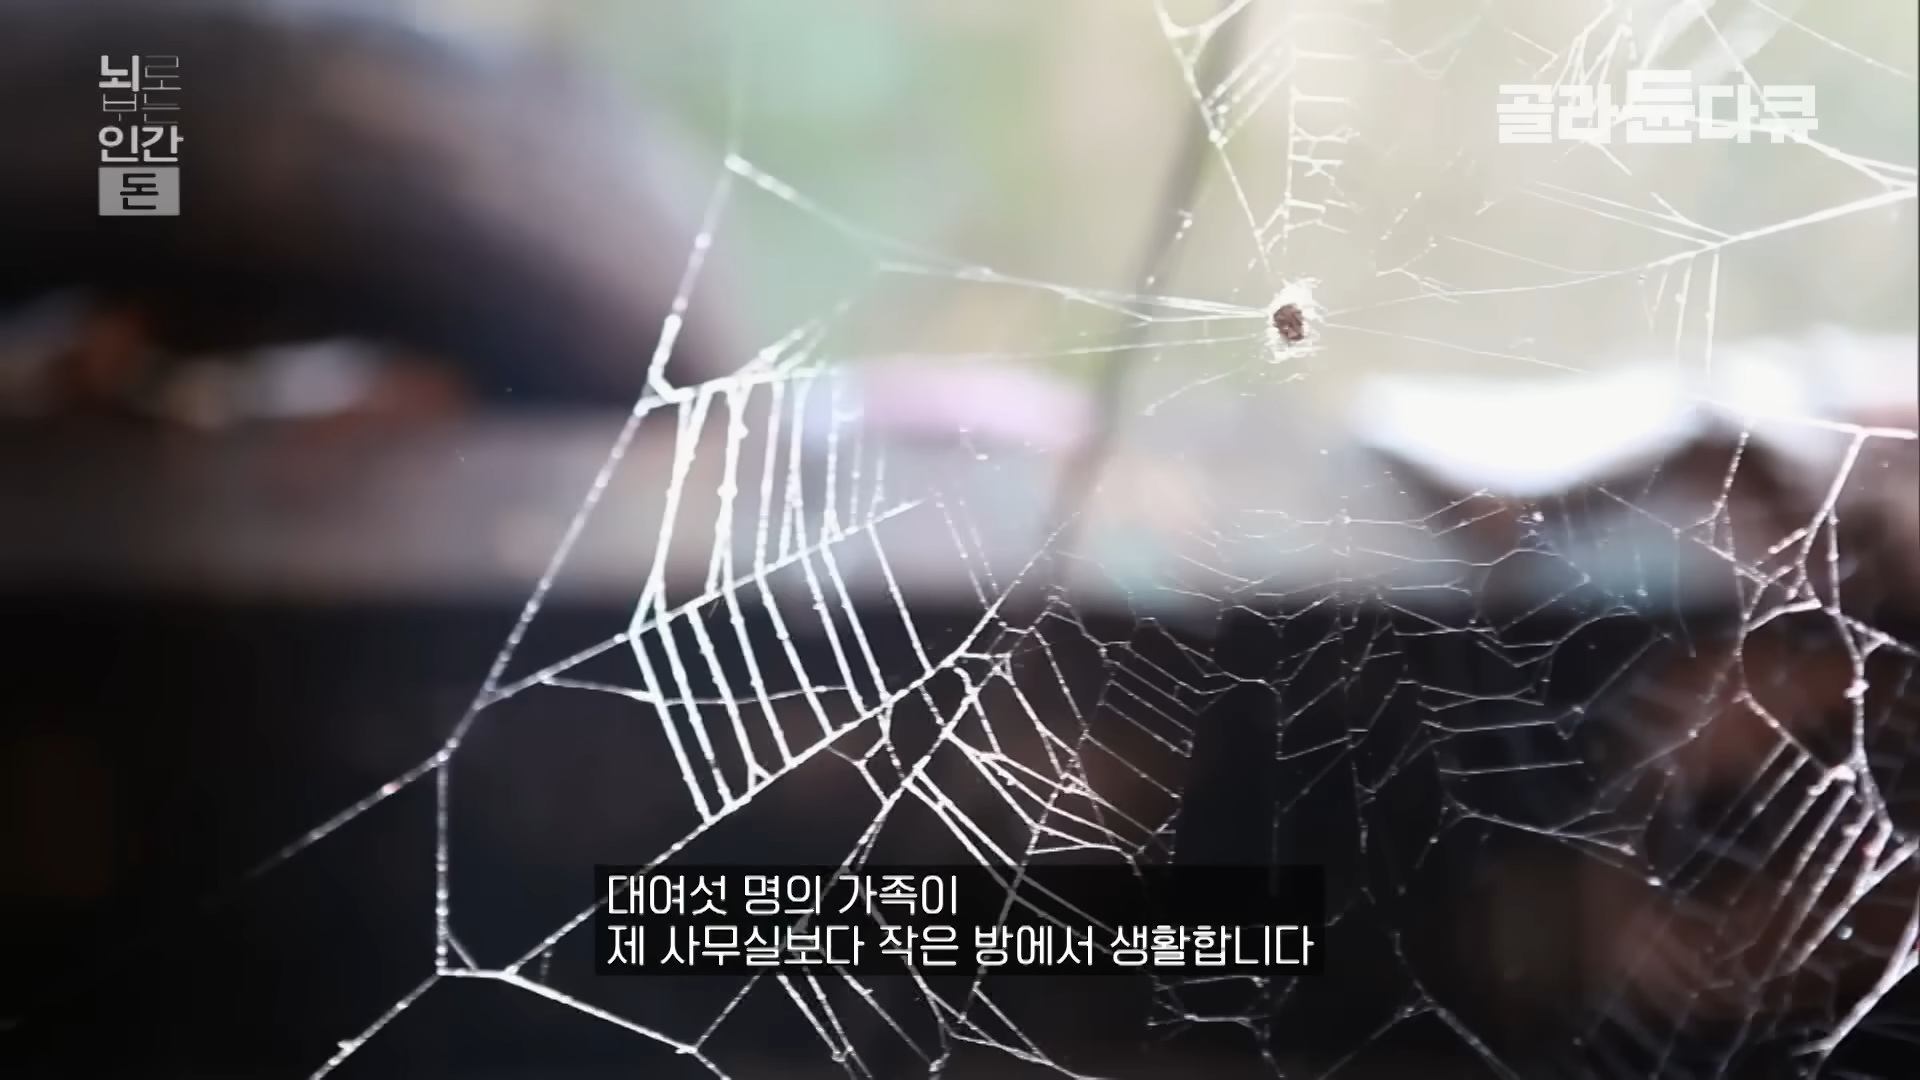 뇌로
보는
인간
돈
골라듄다큐
대여섯 명의 가족이
제 사무실보다 작은 방에서 생활합니다